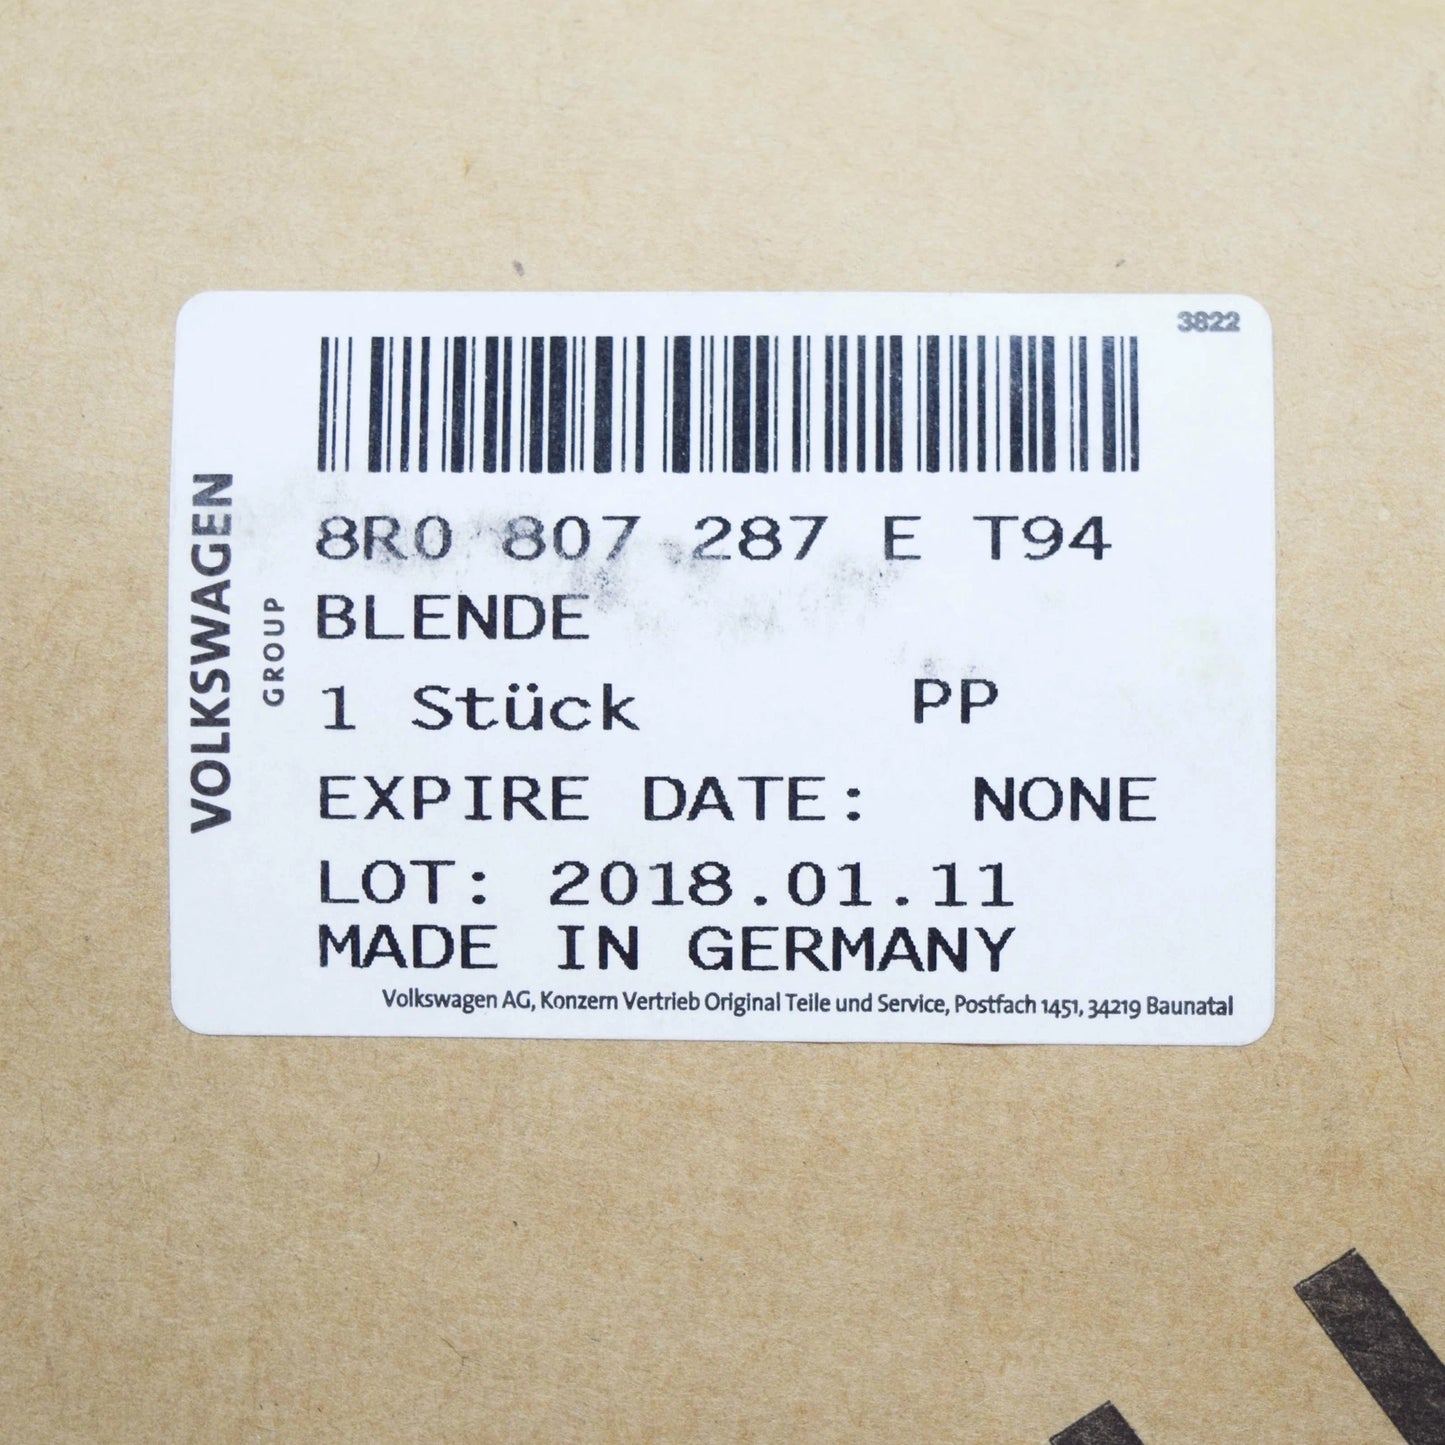 3822
VOLKSWAGEN
GROUP
8R0 807 287 E T94
BLENDE
1 Stück PP
EXPIRE DATE: NONE
LOT: 2018.01.11
MADE IN GERMANY
Volkswagen AG, Konzern Vertrieb Original Teile und Service, Postfach 1451, 34219 Baunatal